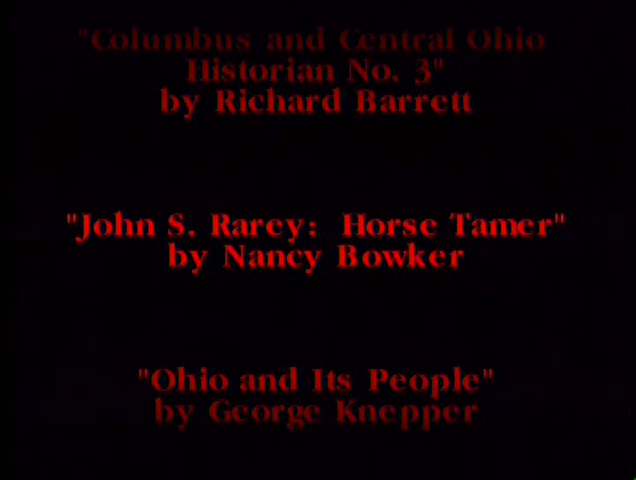 "Columbus and Central Ohio
Historian No. 3"
by Richard Barrett
"John S. Rarey: Horse Tamer"
by Nancy Bowker
"Ohio and Its People"
by George Knepper